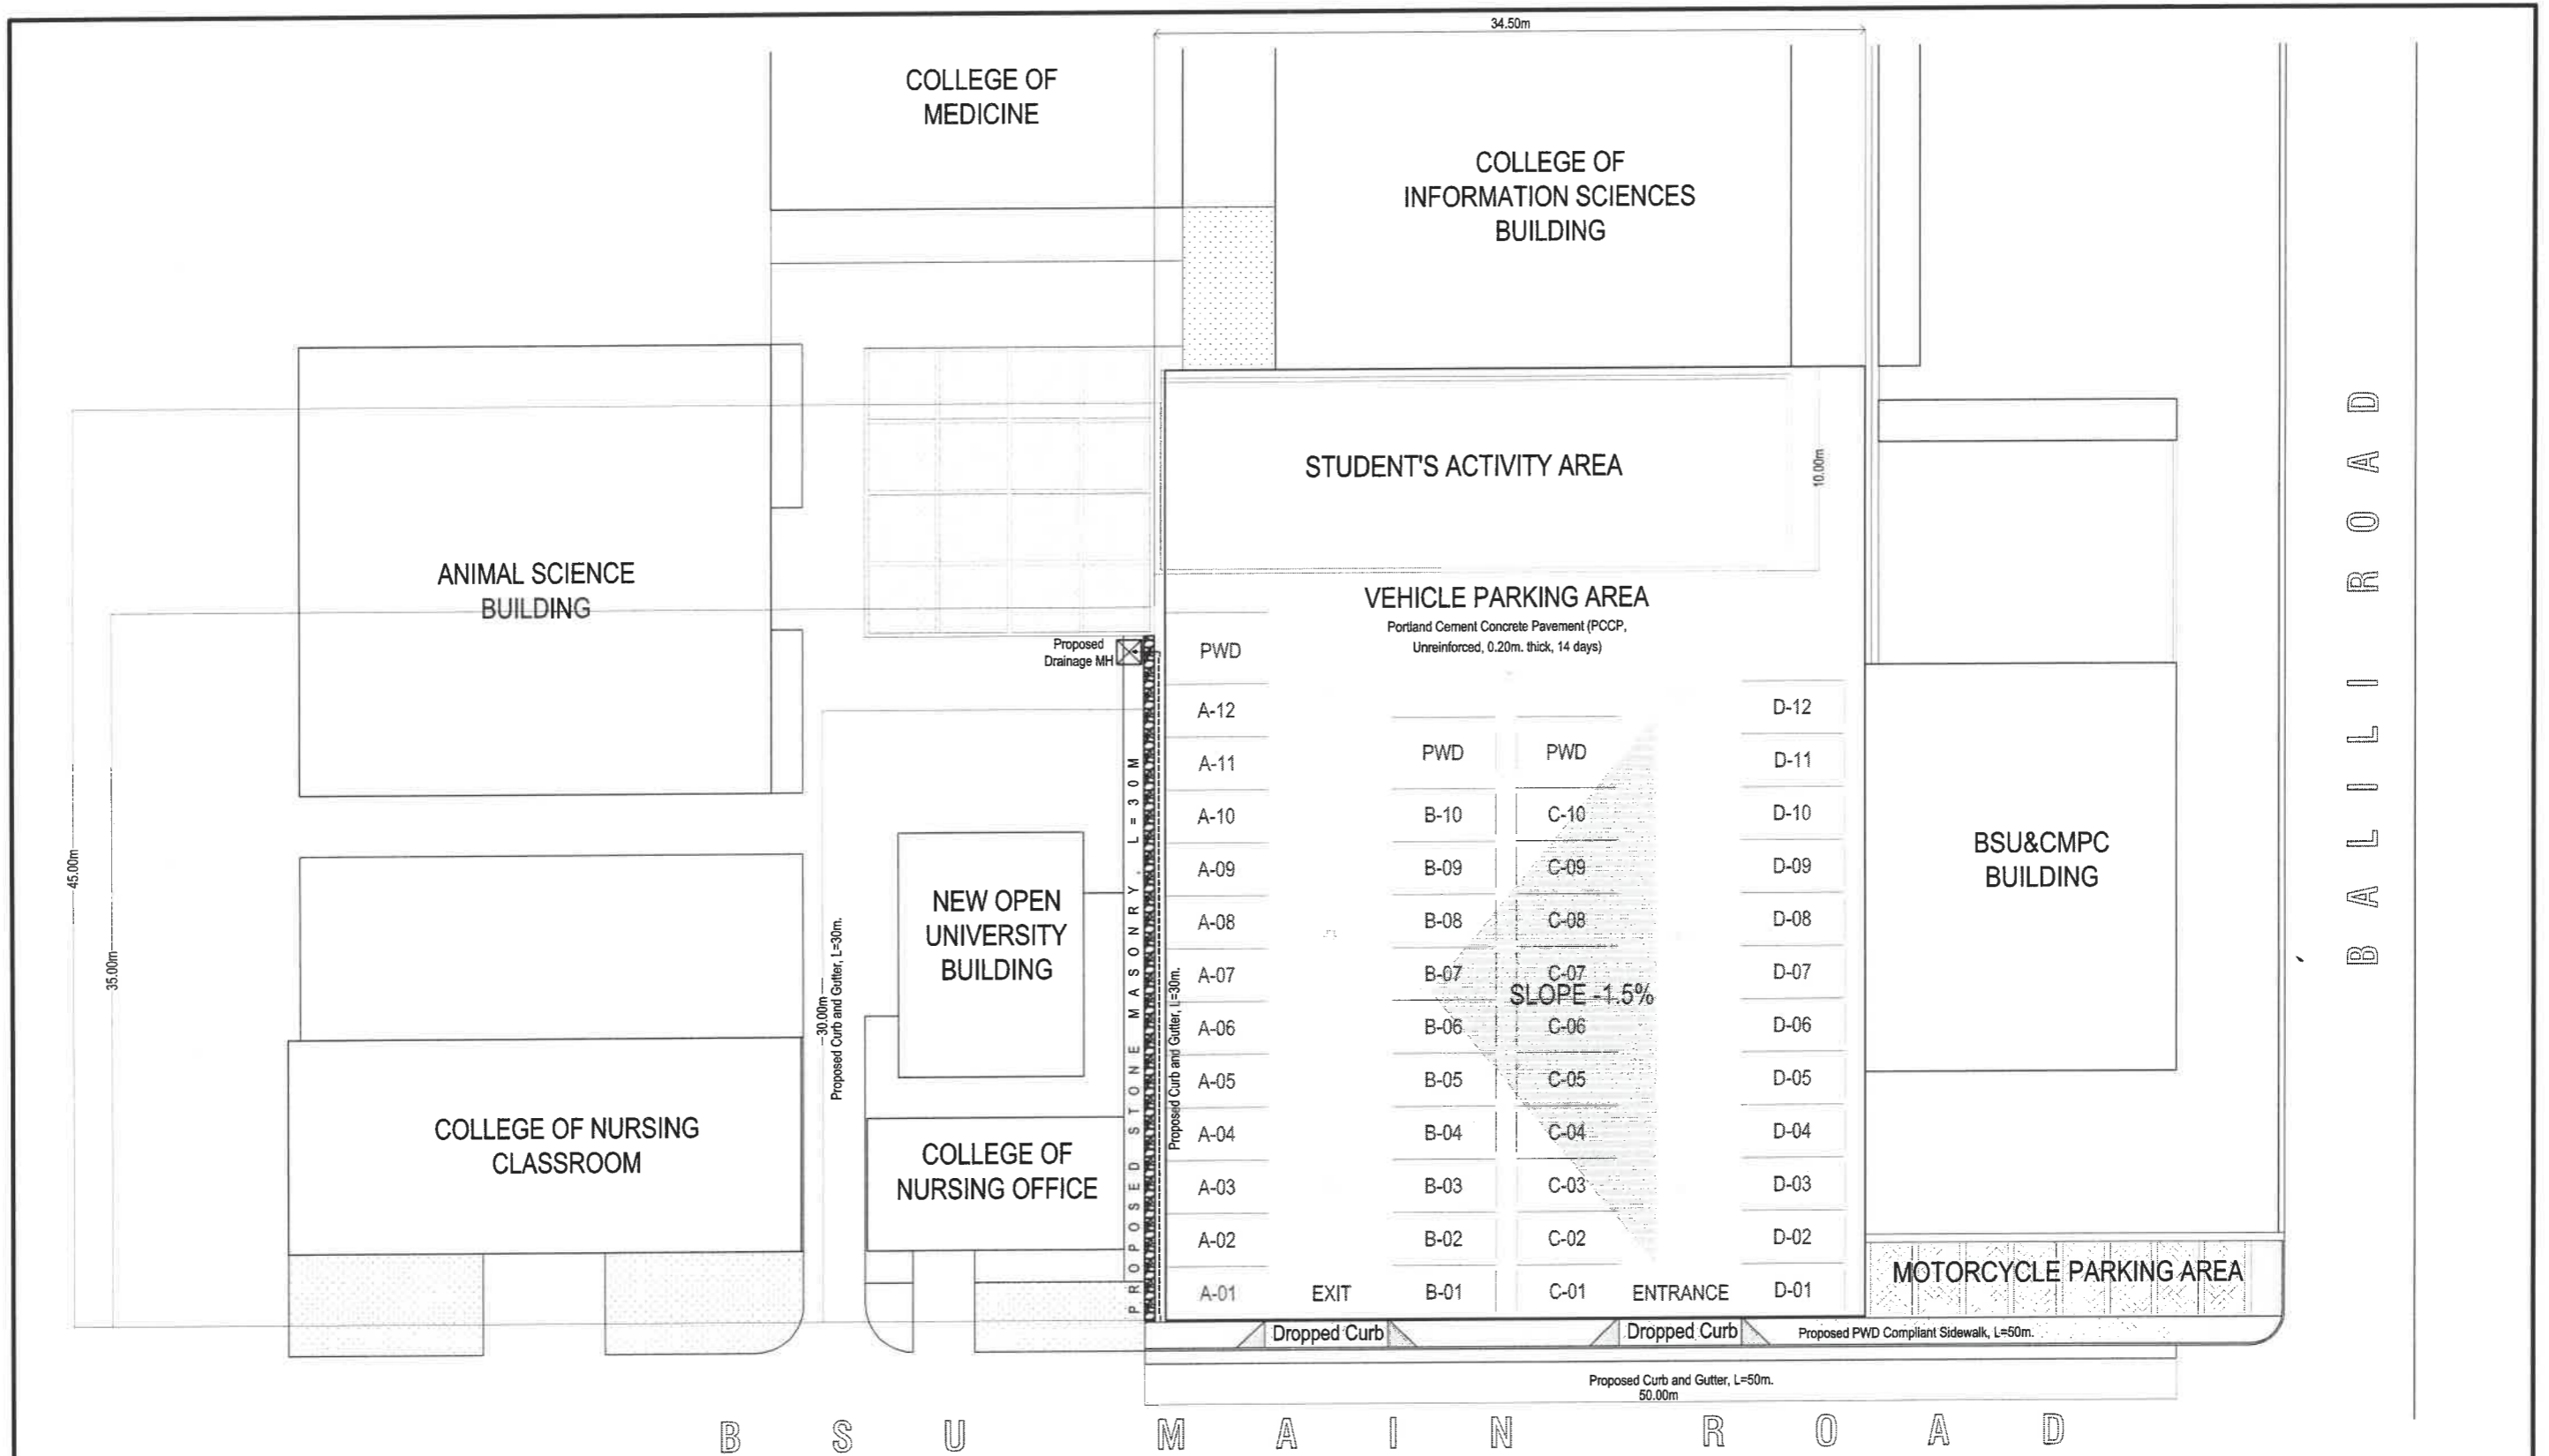 34.50m
COLLEGE OF
MEDICINE
COLLEGE OF
INFORMATION SCIENCES
BUILDING
STUDENT'S ACTIVITY AREA
10.00m
ANIMAL SCIENCE
BUILDING
VEHICLE PARKING AREA
Portland Cement Concrete Pavement (PCCP,
Unreinforced, 0.20m. thick, 14 days)
Proposed
Drainage MH
PWD
A-12
A-11
A-10
A-09
A-08
A-07
A-06
A-05
A-04
A-03
A-02
A-01
PWD
B-10
B-09
B-08
B-07
B-06
B-05
B-04
B-03
B-02
B-01
PWD
C-10
C-09
C-08
C-07
SLOPE -1.5%
C-06
C-05
C-04
C-03
C-02
C-01
D-12
D-11
D-10
D-09
D-08
D-07
D-06
D-05
D-04
D-03
D-02
D-01
EXIT
ENTRANCE
45.00m
35.00m
30.00m
Proposed Curb and Gutter, L=30m.
NEW OPEN
UNIVERSITY
BUILDING
PROPOSED STONE MASONRY, L=30M
Proposed Curb and Gutter, L=30m.
BSU&CMPC
BUILDING
BALILI ROAD
COLLEGE OF NURSING
CLASSROOM
COLLEGE OF
NURSING OFFICE
MOTORCYCLE PARKING AREA
Dropped Curb
Dropped Curb
Proposed PWD Compliant Sidewalk, L=50m.
Proposed Curb and Gutter, L=50m.
50.00m
BSU MAIN ROAD